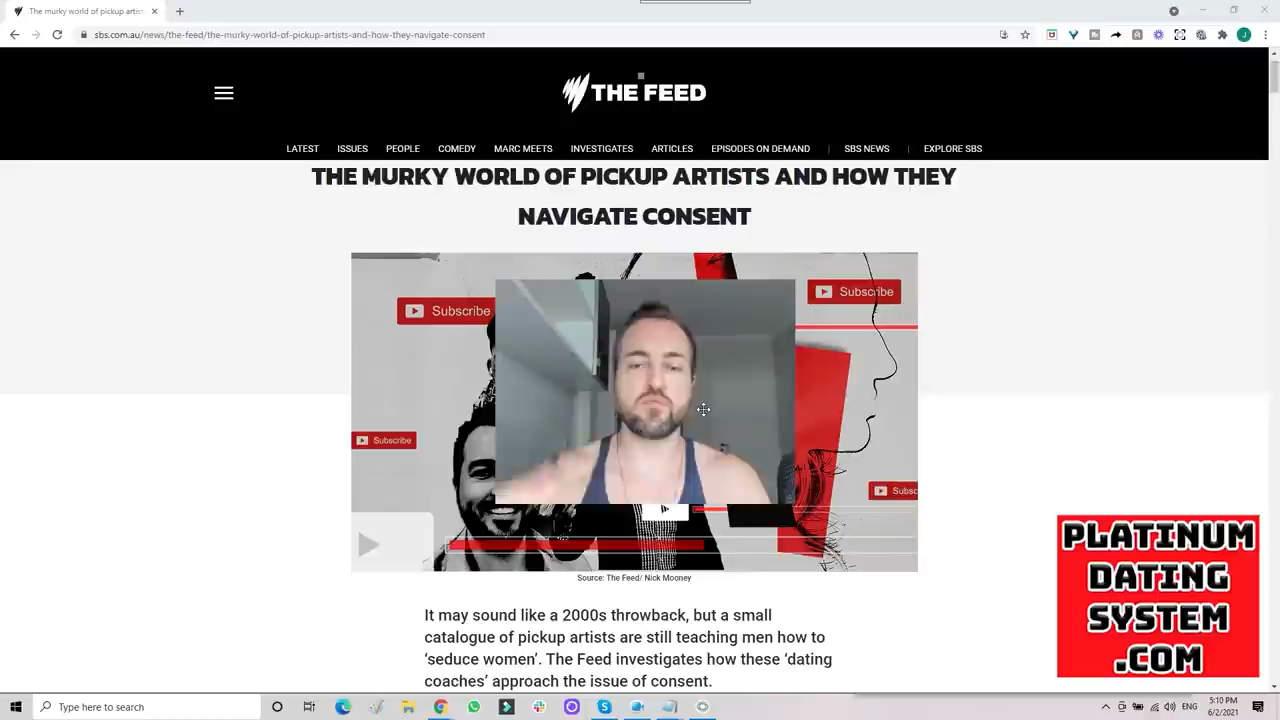 The murky world of pickup artis
sbs.com.au/news/the-feed/the-murky-world-of-pickup-artists-and-how-they-navigate-consent
J
THE FEED
LATEST ISSUES PEOPLE COMEDY MARC MEETS INVESTIGATES ARTICLES EPISODES ON DEMAND | SBS NEWS | EXPLORE SBS
THE MURKY WORLD OF PICKUP ARTISTS AND HOW THEY
NAVIGATE CONSENT
Subscribe
Subscribe
Subscribe
Subsc
Source: The Feed/ Nick Mooney
It may sound like a 2000s throwback, but a small
catalogue of pickup artists are still teaching men how to
‘seduce women’. The Feed investigates how these ‘dating
coaches’ approach the issue of consent.
PLATINUM
DATING
SYSTEM
.COM
Type here to search
5:10 PM
6/2/2021